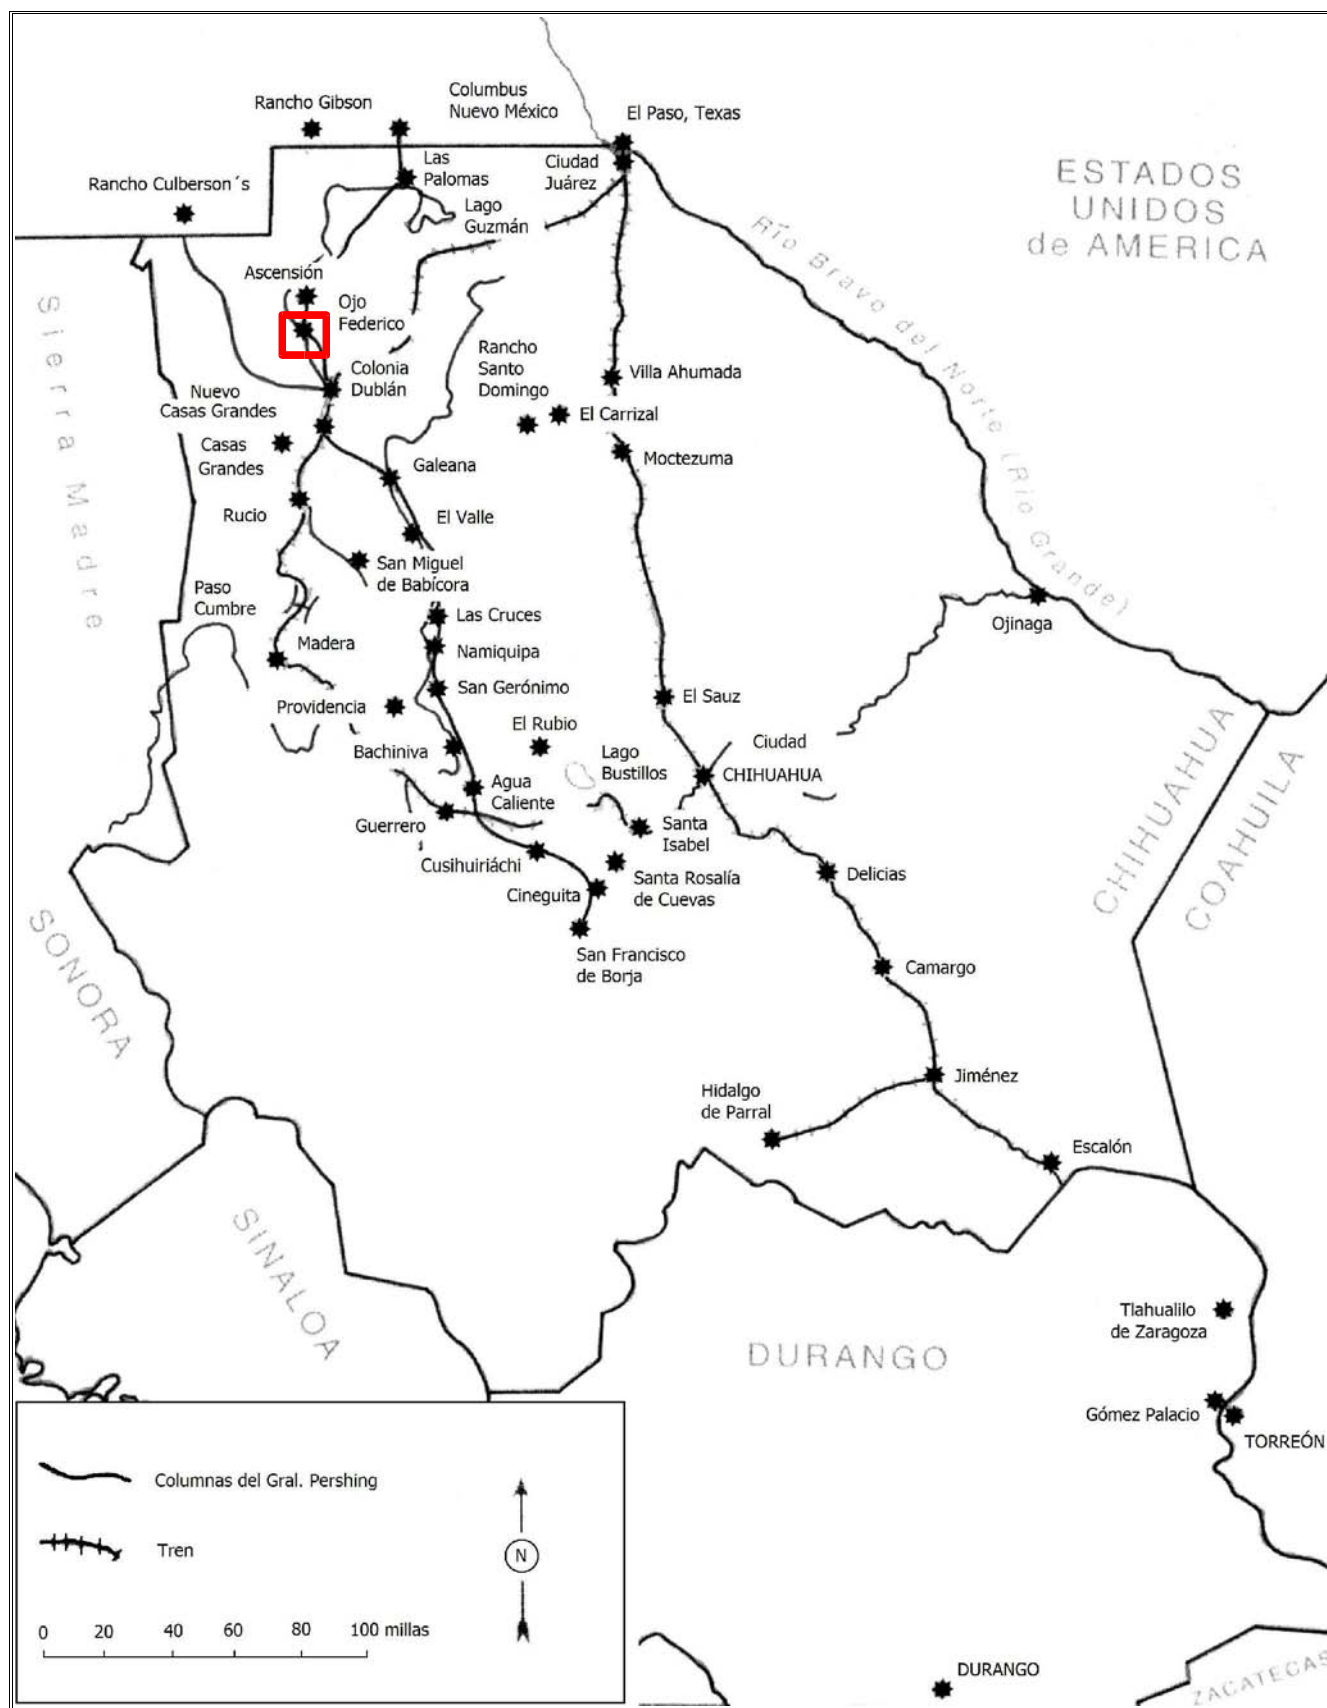 Columbus
Nuevo México
Rancho Gibson
El Paso, Texas
Las
Palomas
Ciudad
Juárez
Rancho Culberson´s
Lago
Guzmán
ESTADOS
UNIDOS
de AMERICA
Río Bravo del Norte (Río Grande)
Ascensión
Ojo
Federico
Sierra Madre
Rancho
Santo
Domingo
Colonia
Dublán
Villa Ahumada
Nuevo
Casas Grandes
El Carrizal
Casas
Grandes
Galeana
Moctezuma
Rucio
El Valle
San Miguel
de Babícora
Paso
Cumbre
Las Cruces
Ojinaga
Madera
Namiquipa
San Gerónimo
El Sauz
Providencia
El Rubio
Bachiniva
Ciudad
CHIHUAHUA
Lago
Bustillos
Agua
Caliente
CHIHUAHUA
COAHUILA
Guerrero
Santa
Isabel
Cusihuiriáchi
Delicias
Cineguita
Santa Rosalía
de Cuevas
SONORA
San Francisco
de Borja
Camargo
Jiménez
Hidalgo
de Parral
Escalón
SINALOA
Tlahualilo
de Zaragoza
DURANGO
Gómez Palacio
TORREÓN
Columnas del Gral. Pershing
Tren
N
0 20 40 60 80 100 millas
DURANGO
ZACATECAS